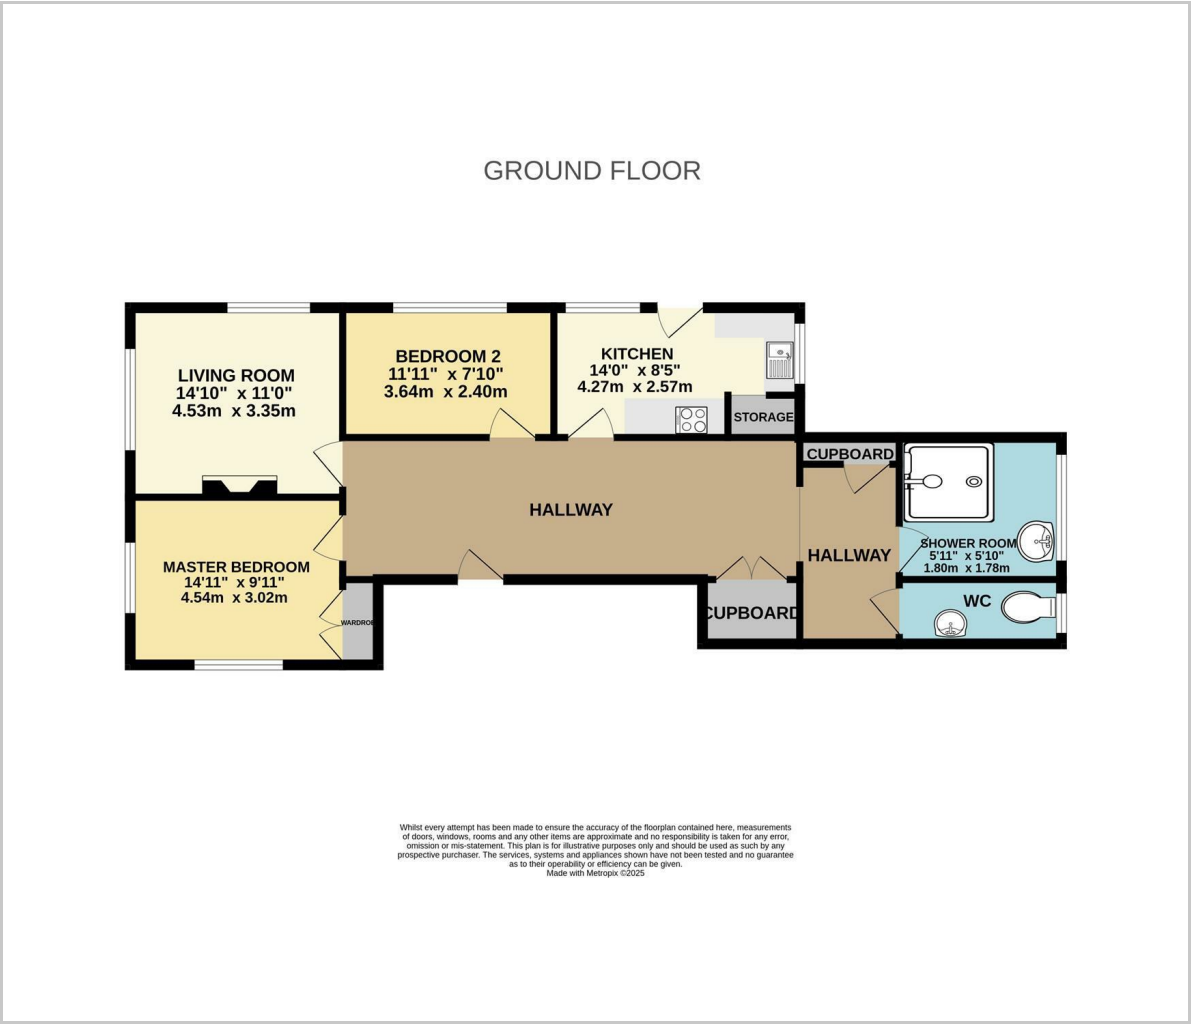 GROUND FLOOR
LIVING ROOM
14'10" x 11'0"
4.53m x 3.35m
BEDROOM 2
11'11" x 7'10"
3.64m x 2.40m
KITCHEN
14'0" x 8'5"
4.27m x 2.57m
STORAGE
CUPBOARD
HALLWAY
HALLWAY
SHOWER ROOM
5'11" x 5'10"
1.80m x 1.78m
MASTER BEDROOM
14'11" x 9'11"
4.54m x 3.02m
WARDROBE
CUPBOARD
WC
Whilst every attempt has been made to ensure the accuracy of the floorplan contained here, measurements
of doors, windows, rooms and any other items are approximate and no responsibility is taken for any error,
omission or mis-statement. This plan is for illustrative purposes only and should be used as such by any
prospective purchaser. The services, systems and appliances shown have not been tested and no guarantee
as to their operability or efficiency can be given.
Made with Metropix ©2025